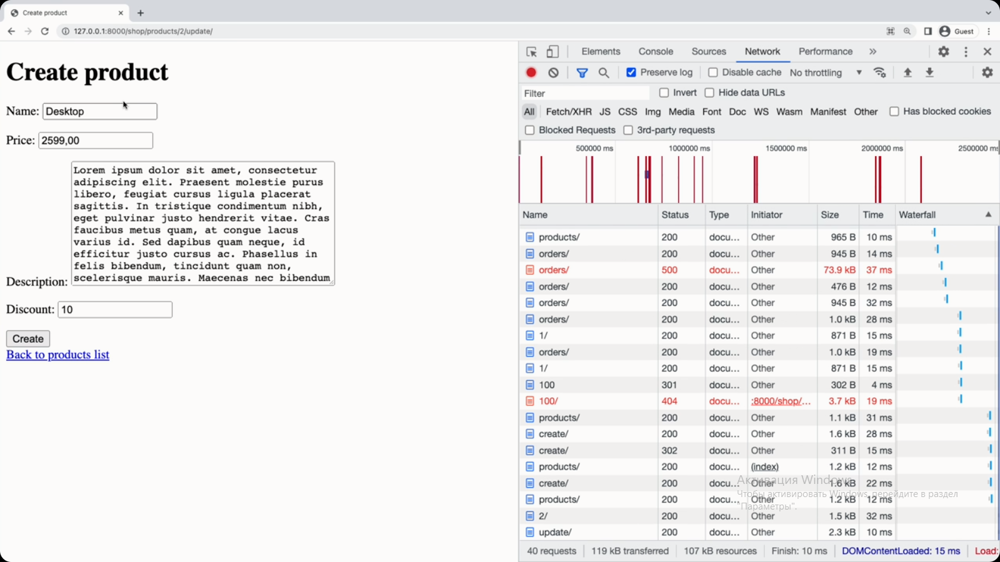 Create product
127.0.0.1:8000/shop/products/2/update/
Guest
Create product
Name: Desktop
Price: 2599,00
Lorem ipsum dolor sit amet, consectetur
adipiscing elit. Praesent molestie purus
libero, feugiat cursus ligula placerat
sagittis. In tristique condimentum nibh,
eget pulvinar justo hendrerit vitae. Cras
faucibus metus quam, at congue lacus
varius id. Sed dapibus quam neque, id
efficitur justo cursus ac. Phasellus in
felis bibendum, tincidunt quam non,
scelerisque mauris. Maecenas nec bibendum
Description:
Discount: 10
Create
Back to products list
Elements Console Sources Network Performance
Preserve log Disable cache No throttling
Filter Invert Hide data URLs
All Fetch/XHR JS CSS Img Media Font Doc WS Wasm Manifest Other Has blocked cookies
Blocked Requests 3rd-party requests
500000 ms 1000000 ms 1500000 ms 2000000 ms 2500000 ms
Name Status Type Initiator Size Time Waterfall
products/ 200 docu... Other 965 B 10 ms
orders/ 200 docu... Other 945 B 14 ms
orders/ 500 docu... Other 73.9 kB 37 ms
orders/ 200 docu... Other 476 B 12 ms
orders/ 200 docu... Other 945 B 32 ms
orders/ 200 docu... Other 1.0 kB 28 ms
1/ 200 docu... Other 871 B 15 ms
orders/ 200 docu... Other 1.0 kB 19 ms
1/ 200 docu... Other 871 B 15 ms
100 301 docu... Other 302 B 4 ms
100/ 404 docu... :8000/shop/... 3.7 kB 19 ms
products/ 200 docu... Other 1.1 kB 31 ms
create/ 200 docu... Other 1.6 kB 28 ms
create/ 302 docu... Other 311 B 15 ms
products/ 200 docu... (index) 1.2 kB 12 ms
create/ 200 docu... Other 1.6 kB 22 ms
products/ 200 docu... Other 1.2 kB 12 ms
2/ 200 docu... Other 1.5 kB 32 ms
update/ 200 docu... Other 2.3 kB 10 ms
40 requests 119 kB transferred 107 kB resources Finish: 10 ms DOMContentLoaded: 15 ms Load:
Активация Windows
Чтобы активировать Windows, перейдите в раздел
"Параметры".